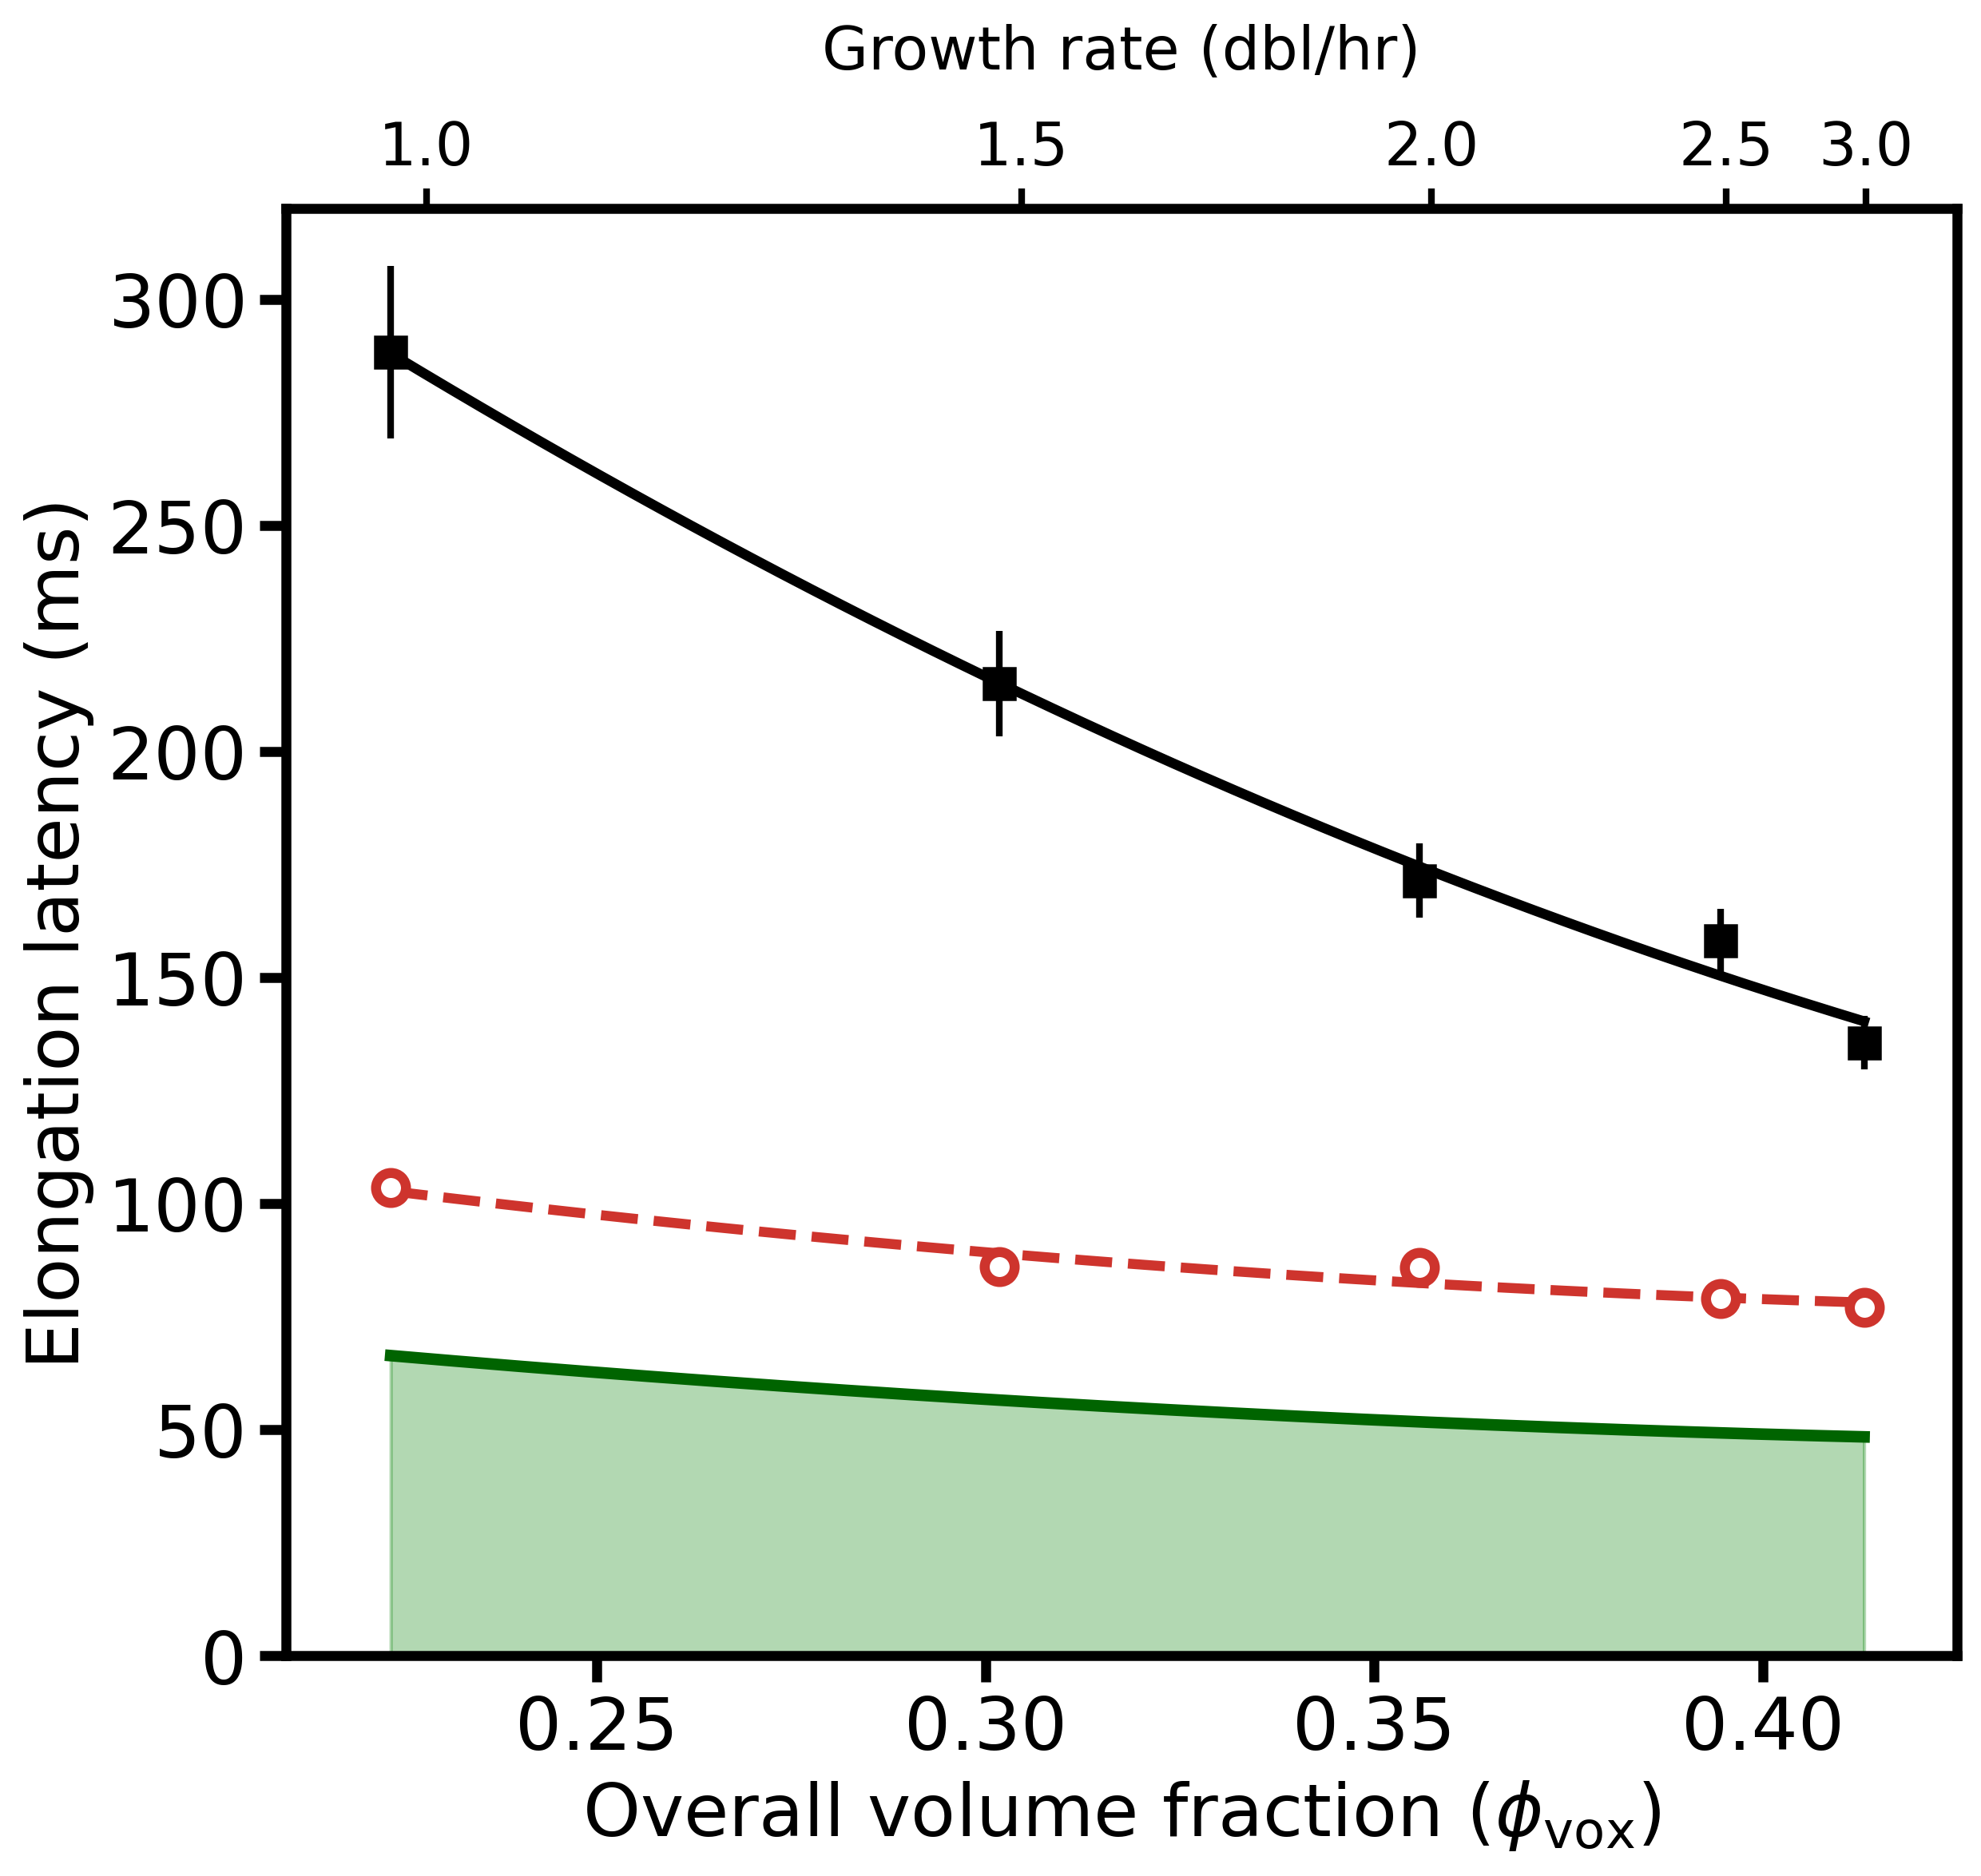 Growth rate (dbl/hr)
1.0 1.5 2.0 2.5 3.0
Elongation latency (ms)
300
250
200
150
100
50
0
0.25 0.30 0.35 0.40
Overall volume fraction (ϕvox)